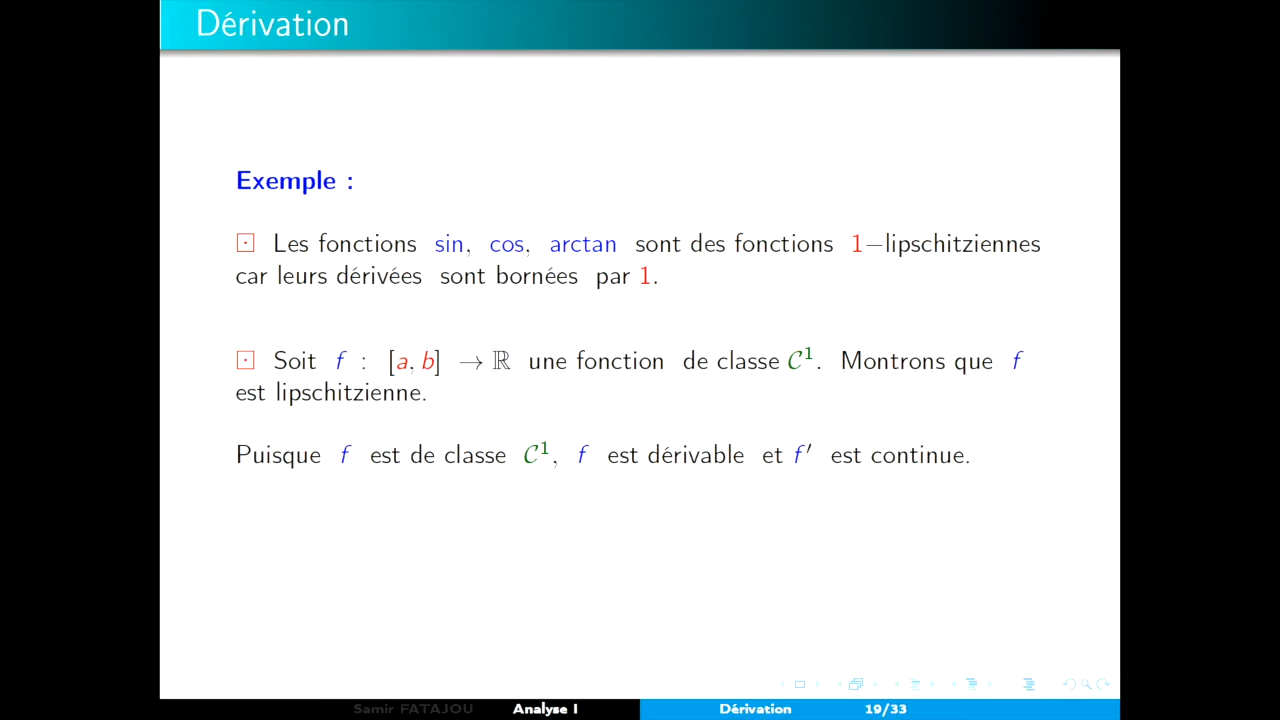 Dérivation
Exemple :
⊡ Les fonctions sin, cos, arctan sont des fonctions 1−lipschitziennes
car leurs dérivées sont bornées par 1.
⊡ Soit f : [a, b] → ℝ une fonction de classe 𝒞¹. Montrons que f
est lipschitzienne.
Puisque f est de classe 𝒞¹, f est dérivable et f′ est continue.
Samir FATAJOU Analyse I Dérivation 19/33